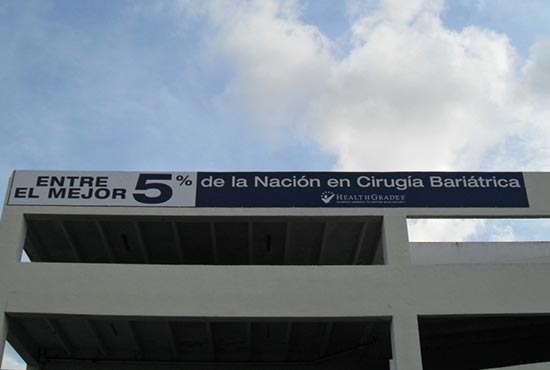 ENTRE
EL MEJOR 5% de la Nación en Cirugía Bariátrica
HEALTHGRADES